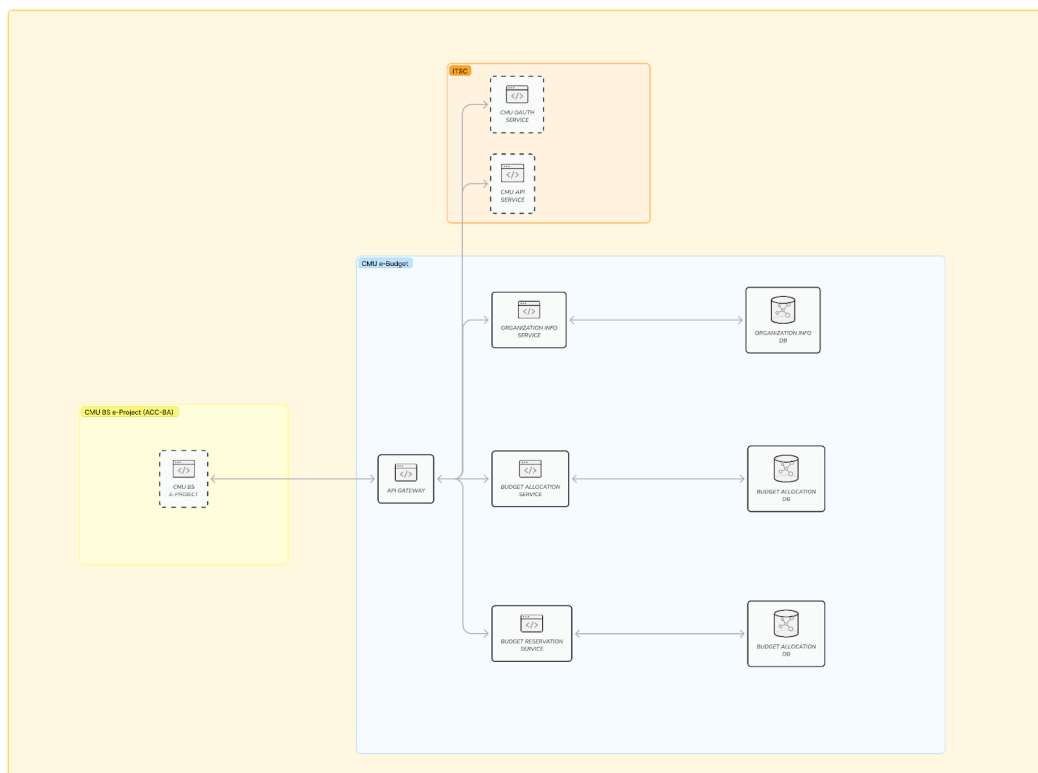 ITSC
CMU OAUTH
SERVICE
CMU API
SERVICE
CMU e-Budget
ORGANIZATION INFO
SERVICE
ORGANIZATION INFO
DB
CMU BS e-Project (ACC-BA)
CMU BS
E-PROJECT
API GATEWAY
BUDGET ALLOCATION
SERVICE
BUDGET ALLOCATION
DB
BUDGET RESERVATION
SERVICE
BUDGET ALLOCATION
DB